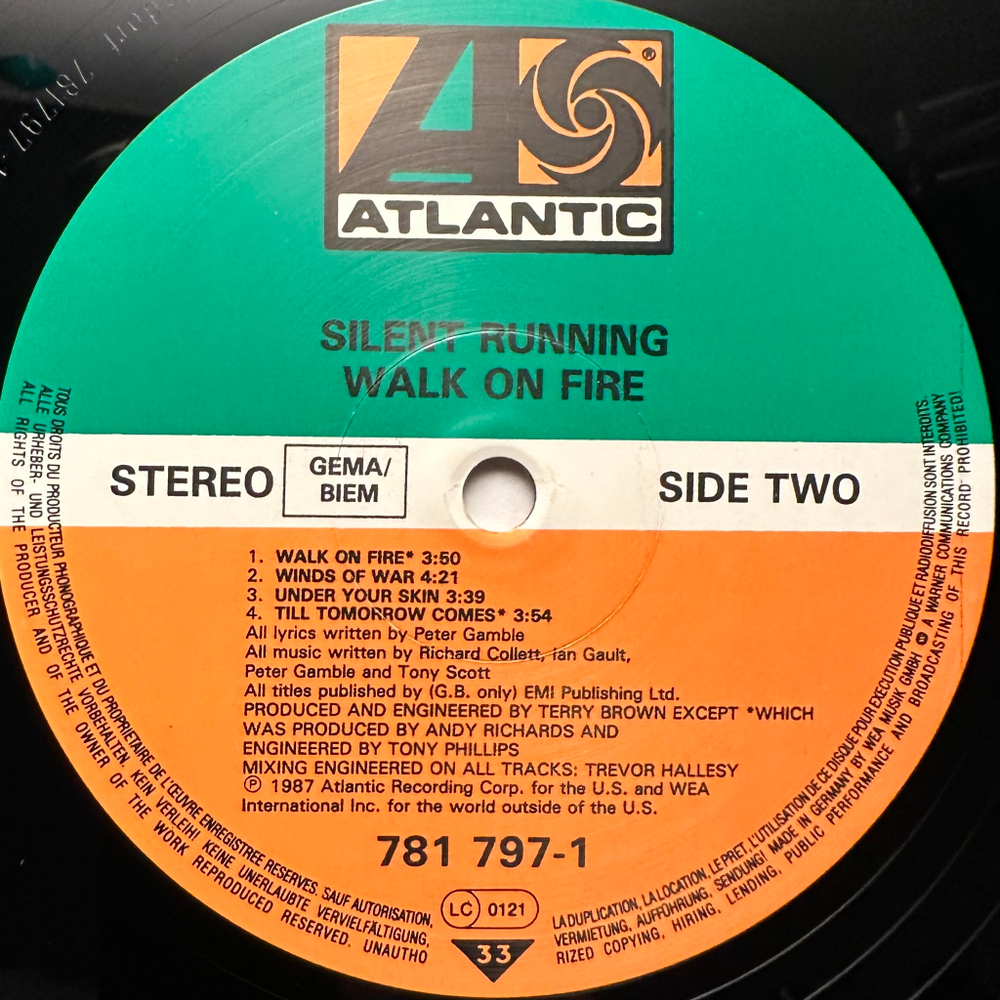 ATLANTIC
®
SILENT RUNNING
WALK ON FIRE
STEREO
GEMA/
BIEM
SIDE TWO
1. WALK ON FIRE* 3:50
2. WINDS OF WAR 4:21
3. UNDER YOUR SKIN 3:39
4. TILL TOMORROW COMES* 3:54
All lyrics written by Peter Gamble
All music written by Richard Collett, Ian Gault,
Peter Gamble and Tony Scott
All titles published by (G.B. only) EMI Publishing Ltd.
PRODUCED AND ENGINEERED BY TERRY BROWN EXCEPT *WHICH
WAS PRODUCED BY ANDY RICHARDS AND
ENGINEERED BY TONY PHILLIPS
MIXING ENGINEERED ON ALL TRACKS: TREVOR HALLESY
℗ 1987 Atlantic Recording Corp. for the U.S. and WEA
International Inc. for the world outside of the U.S.
781 797-1
LC 0121
33
TOUS DROITS DU PRODUCTEUR PHONOGRAPHIQUE ET DU PROPRIETAIRE DE L'ŒUVRE ENREGISTREE RESERVES. SAUF AUTORISATION,
LA DUPLICATION, LA LOCATION, LE PRET, L'UTILISATION DE CE DISQUE POUR EXECUTION PUBLIQUE ET RADIODIFFUSION SONT INTERDITS.
ALLE URHEBER- UND LEISTUNGSSCHUTZRECHTE VORBEHALTEN. KEIN VERLEIH! KEINE UNERLAUBTE VERVIELFÄLTIGUNG,
VERMIETUNG, AUFFÜHRUNG, SENDUNG! MADE IN GERMANY BY WEA MUSIK GMBH A WARNER COMMUNICATIONS COMPANY
ALL RIGHTS OF THE PRODUCER AND OF THE OWNER OF THE WORK REPRODUCED RESERVED. UNAUTHO
RIZED COPYING, HIRING, LENDING, PUBLIC PERFORMANCE AND BROADCASTING OF THIS RECORD PROHIBITED!
781797